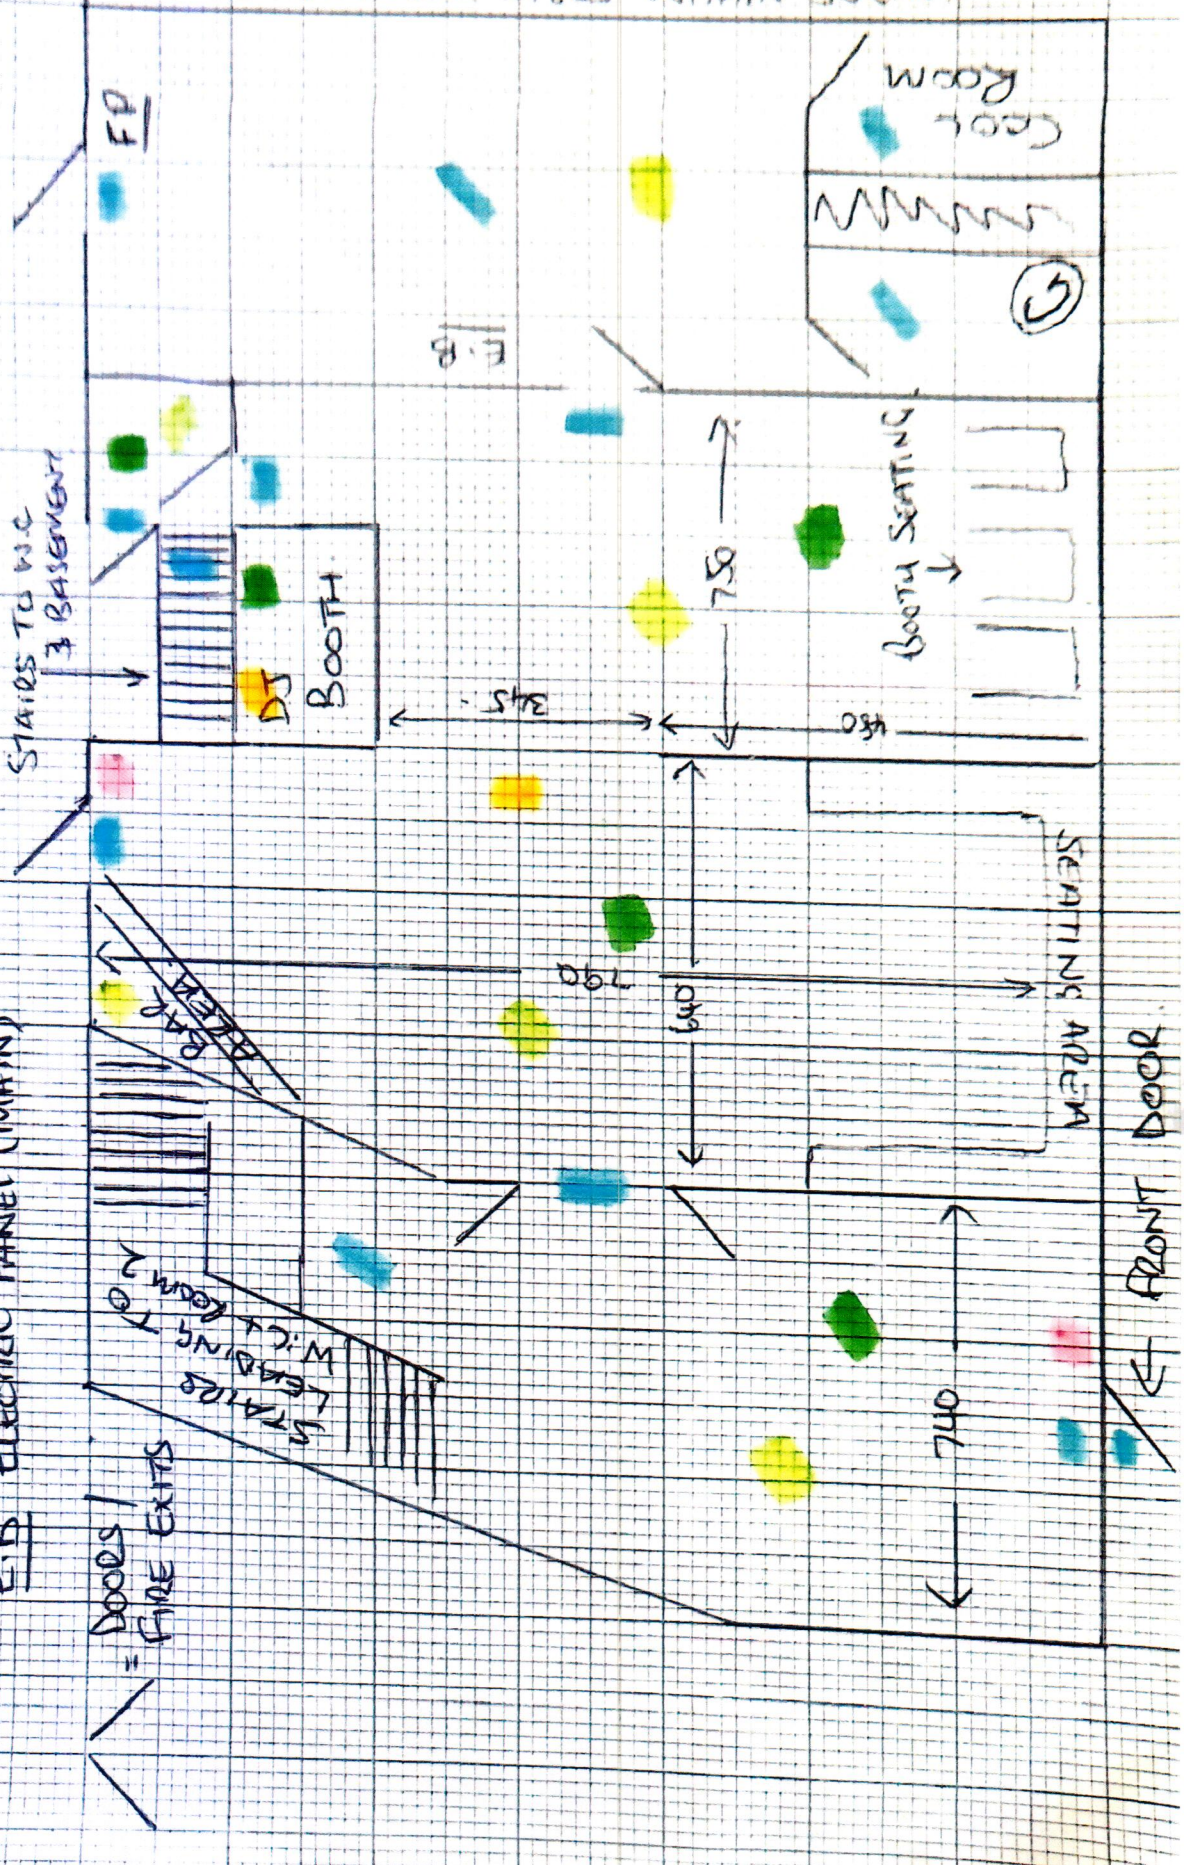 FP
COOL
ROOM
E.B
STAIRS TO W.C
& BASEMENT
DJ
BOOTH
750
BOOTH SEATING
345
450
SEATING AREA
790
640
BAR
AREA
E.B ELECTRIC PANEL (MAIN)
STAIRS
LEADING TO
W.C + ROOM 2
740
FRONT DOOR
DOORS /
= FIRE EXITS